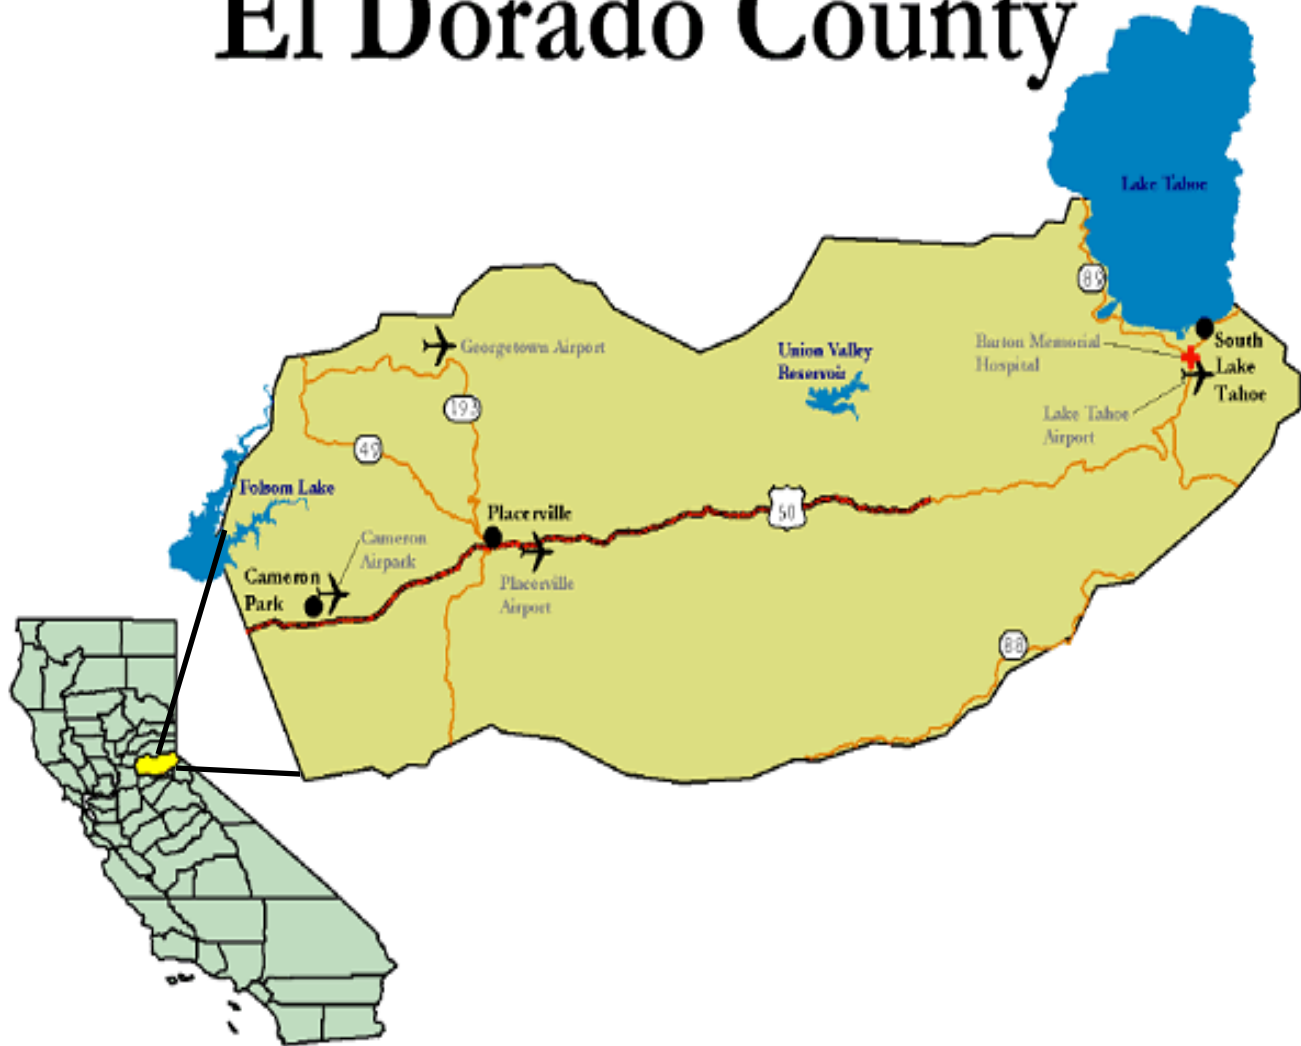 El Dorado County
Lake Tahoe
89
Georgetown Airport
Union Valley
Reservoir
Barton Memorial
Hospital
South
Lake
Tahoe
Lake Tahoe
Airport
193
49
Folsom Lake
Placerville
50
Cameron
Airpark
Cameron
Park
Placerville
Airport
88